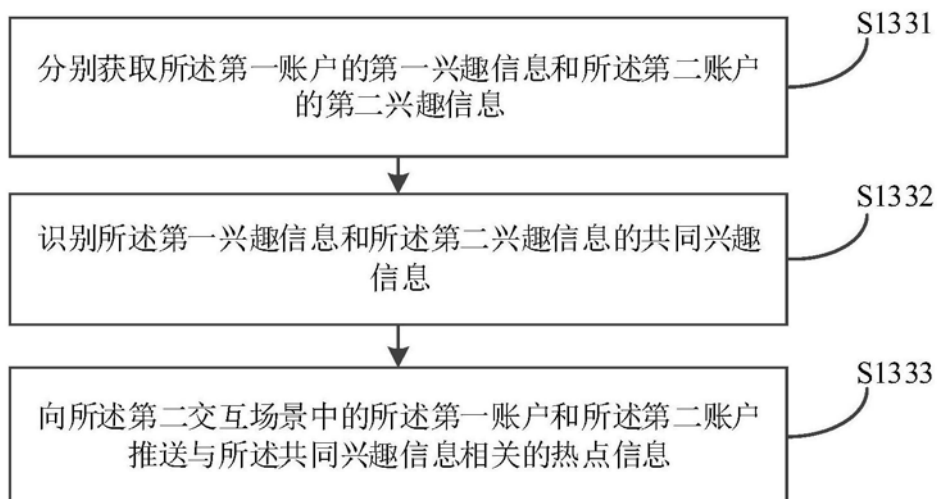 S1331
分别获取所述第一账户的第一兴趣信息和所述第二账户
的第二兴趣信息
S1332
识别所述第一兴趣信息和所述第二兴趣信息的共同兴趣
信息
S1333
向所述第二交互场景中的所述第一账户和所述第二账户
推送与所述共同兴趣信息相关的热点信息